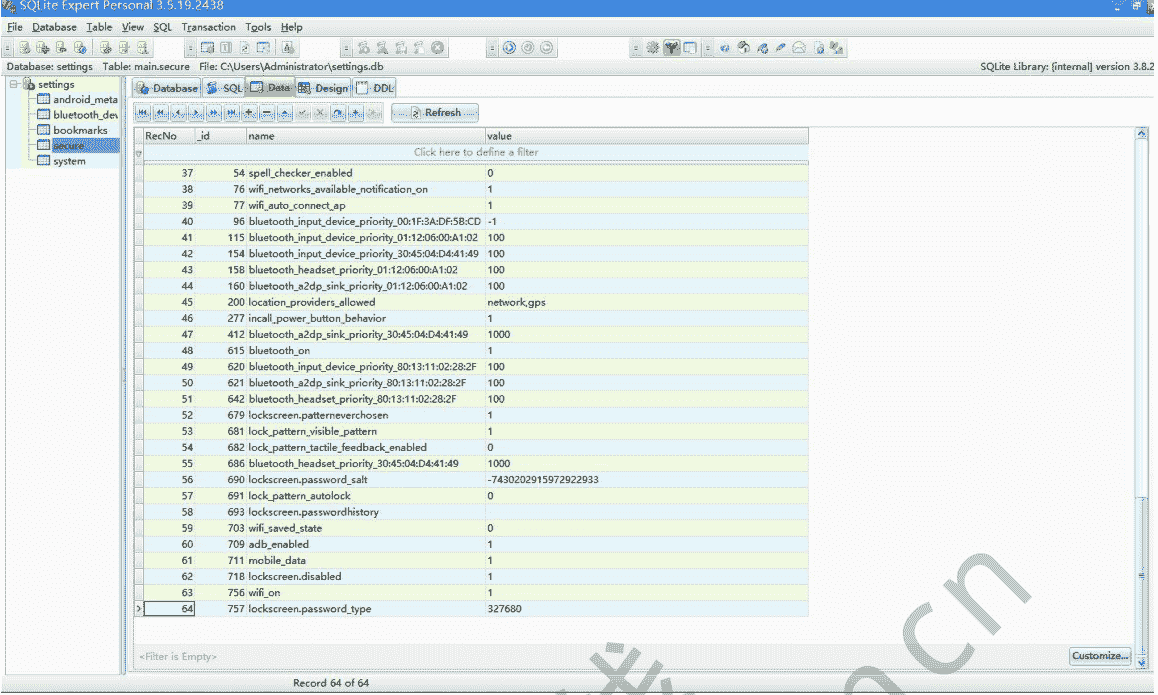 SQLite Expert Personal 3.5.19.2438
File Database Table View SQL Transaction Tools Help
Database: settings Table: main.secure File: C:\Users\Administrator\settings.db SQLite Library: [internal] version 3.8.2
settings
android_meta
bluetooth_dev
bookmarks
secure
system
Database SQL Data Design DDL
Refresh
RecNo _id name value
Click here to define a filter
37 54 spell_checker_enabled 0
38 76 wifi_networks_available_notification_on 1
39 77 wifi_auto_connect_ap 1
40 96 bluetooth_input_device_priority_00:1F:3A:DF:5B:CD -1
41 115 bluetooth_input_device_priority_01:12:06:00:A1:02 100
42 154 bluetooth_input_device_priority_30:45:04:D4:41:49 100
43 158 bluetooth_headset_priority_01:12:06:00:A1:02 100
44 160 bluetooth_a2dp_sink_priority_01:12:06:00:A1:02 100
45 200 location_providers_allowed network,gps
46 277 incall_power_button_behavior 1
47 412 bluetooth_a2dp_sink_priority_30:45:04:D4:41:49 1000
48 615 bluetooth_on 1
49 620 bluetooth_input_device_priority_80:13:11:02:28:2F 100
50 621 bluetooth_a2dp_sink_priority_80:13:11:02:28:2F 100
51 642 bluetooth_headset_priority_80:13:11:02:28:2F 100
52 679 lockscreen.patterneverchosen 1
53 681 lock_pattern_visible_pattern 1
54 682 lock_pattern_tactile_feedback_enabled 0
55 686 bluetooth_headset_priority_30:45:04:D4:41:49 1000
56 690 lockscreen.password_salt -7430202915972922933
57 691 lock_pattern_autolock 0
58 693 lockscreen.passwordhistory
59 703 wifi_saved_state 0
60 709 adb_enabled 1
61 711 mobile_data 1
62 718 lockscreen.disabled 1
63 756 wifi_on 1
64 757 lockscreen.password_type 327680
<Filter is Empty> Customize...
Record 64 of 64